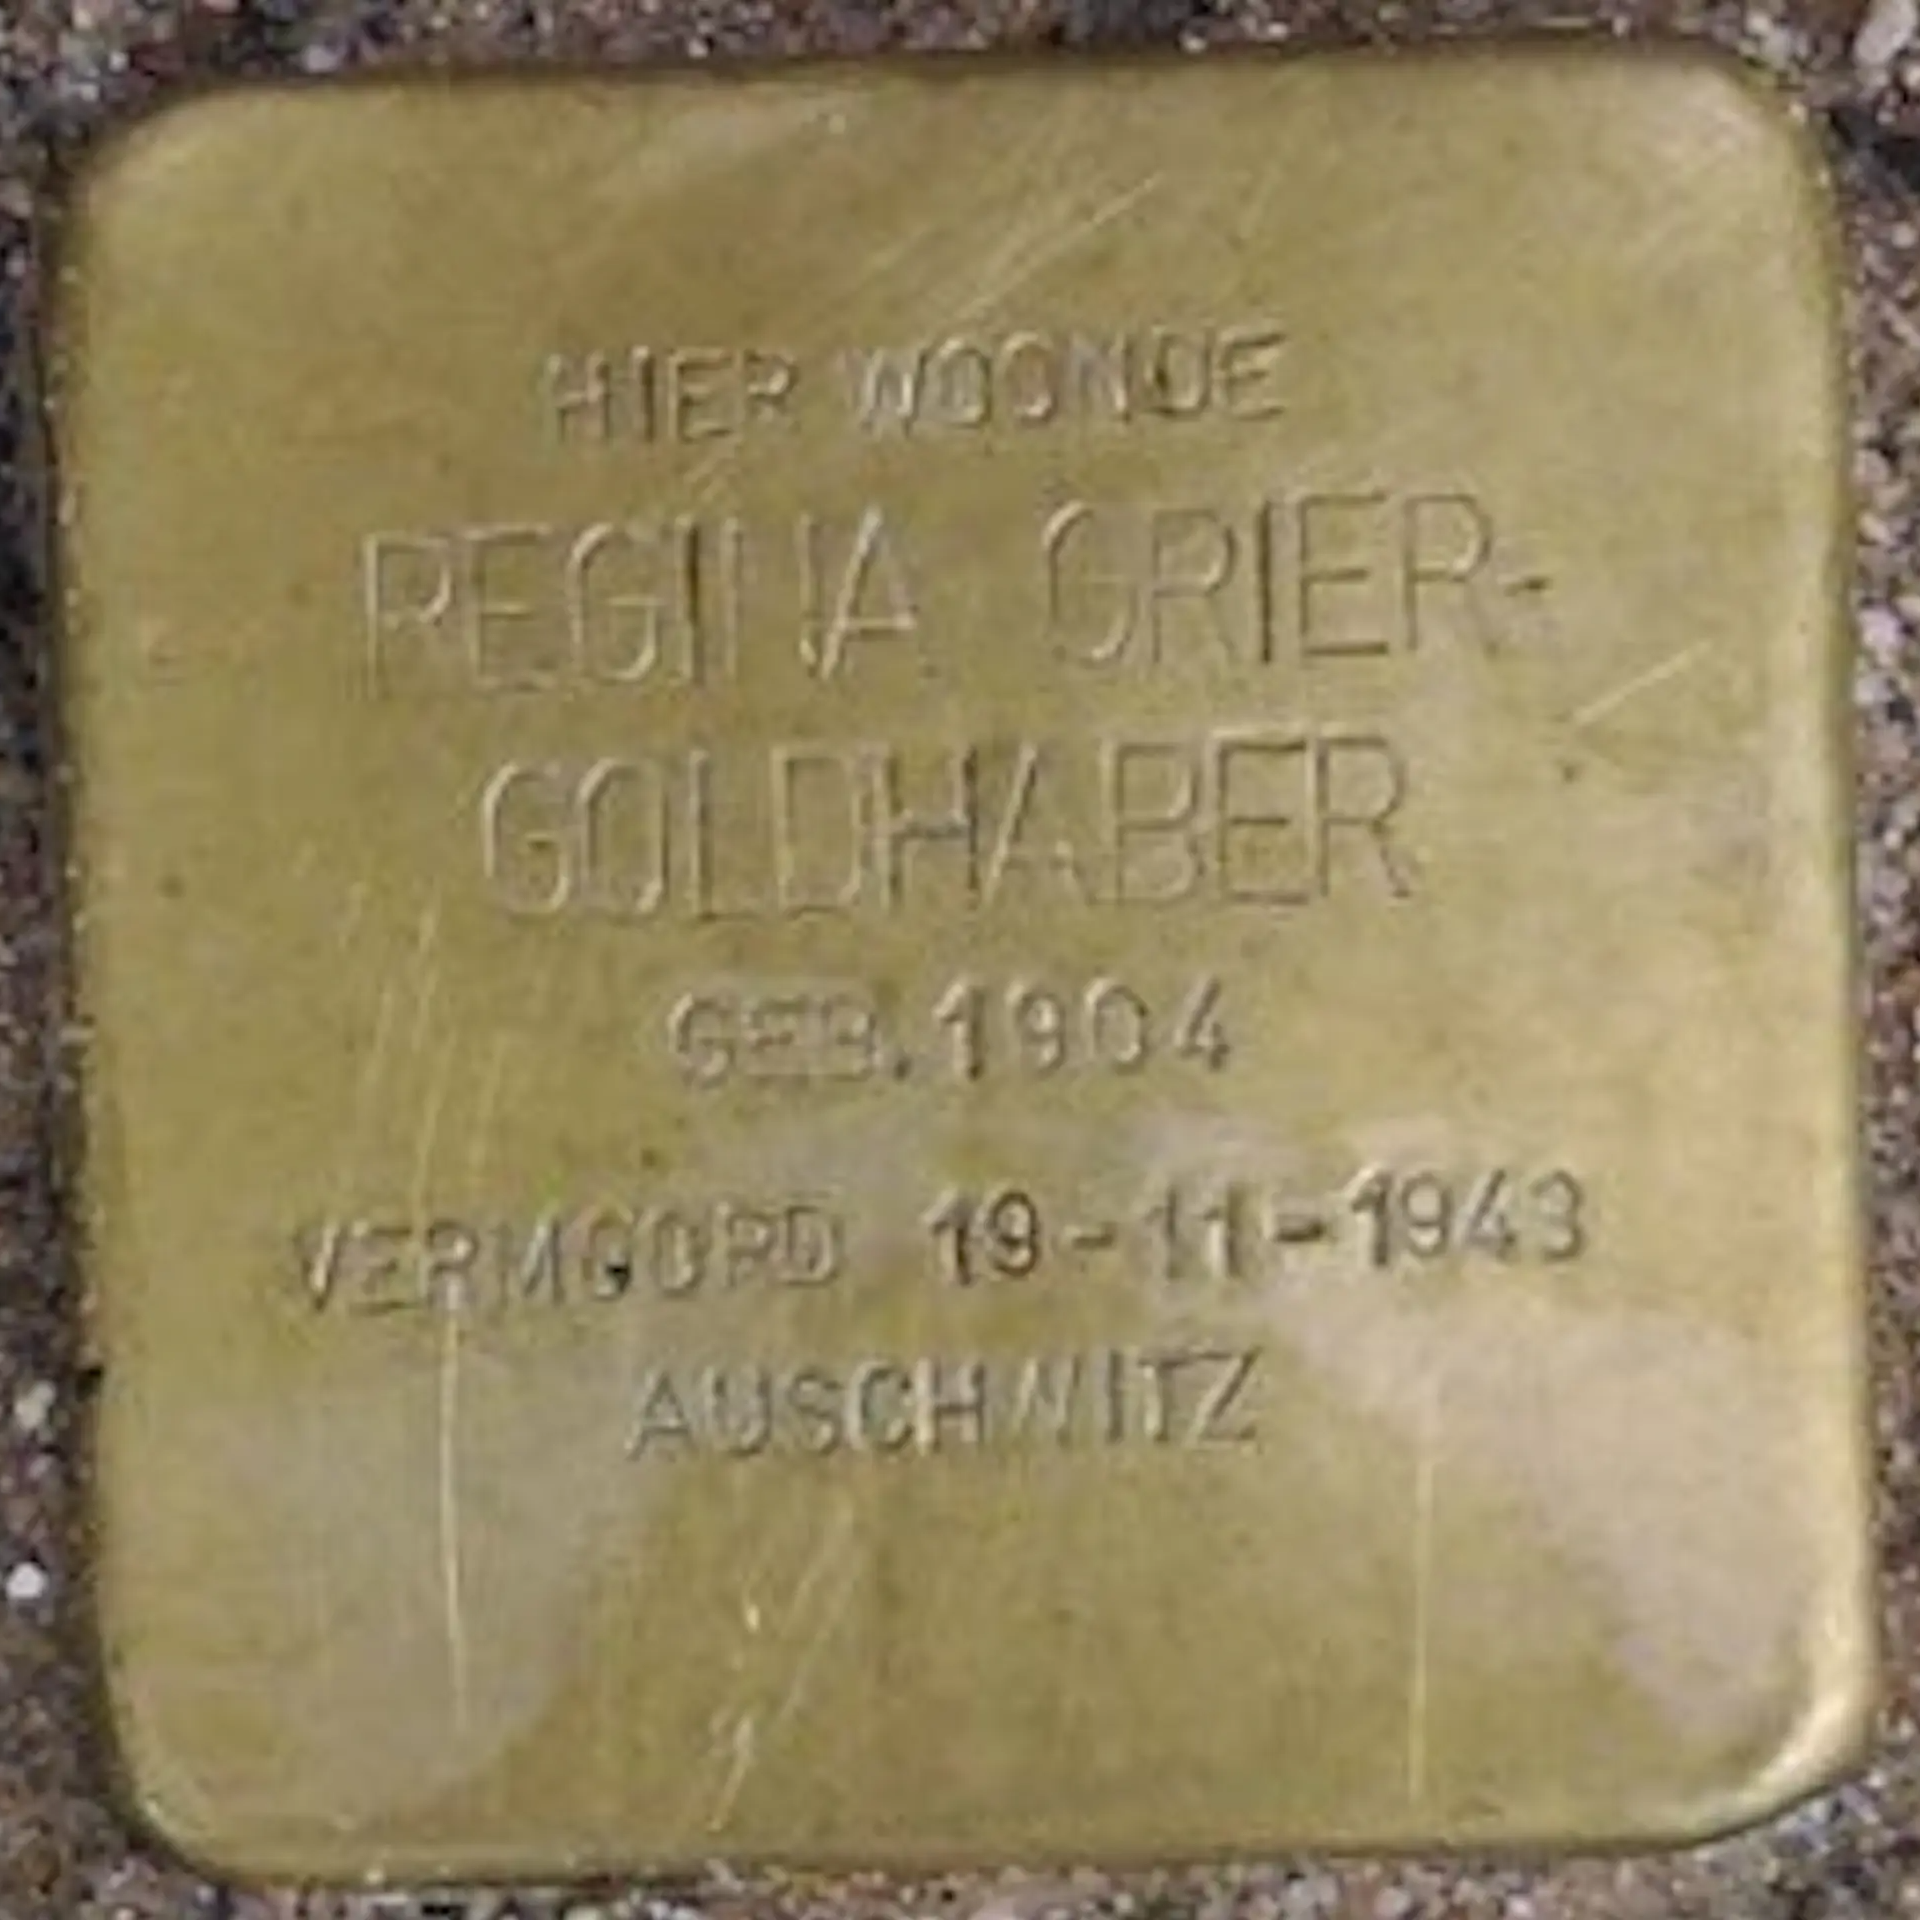 HIER WOONDE
REGINA GRIER-
GOLDHABER
GEB. 1904
VERMOORD 19-11-1943
AUSCHWITZ